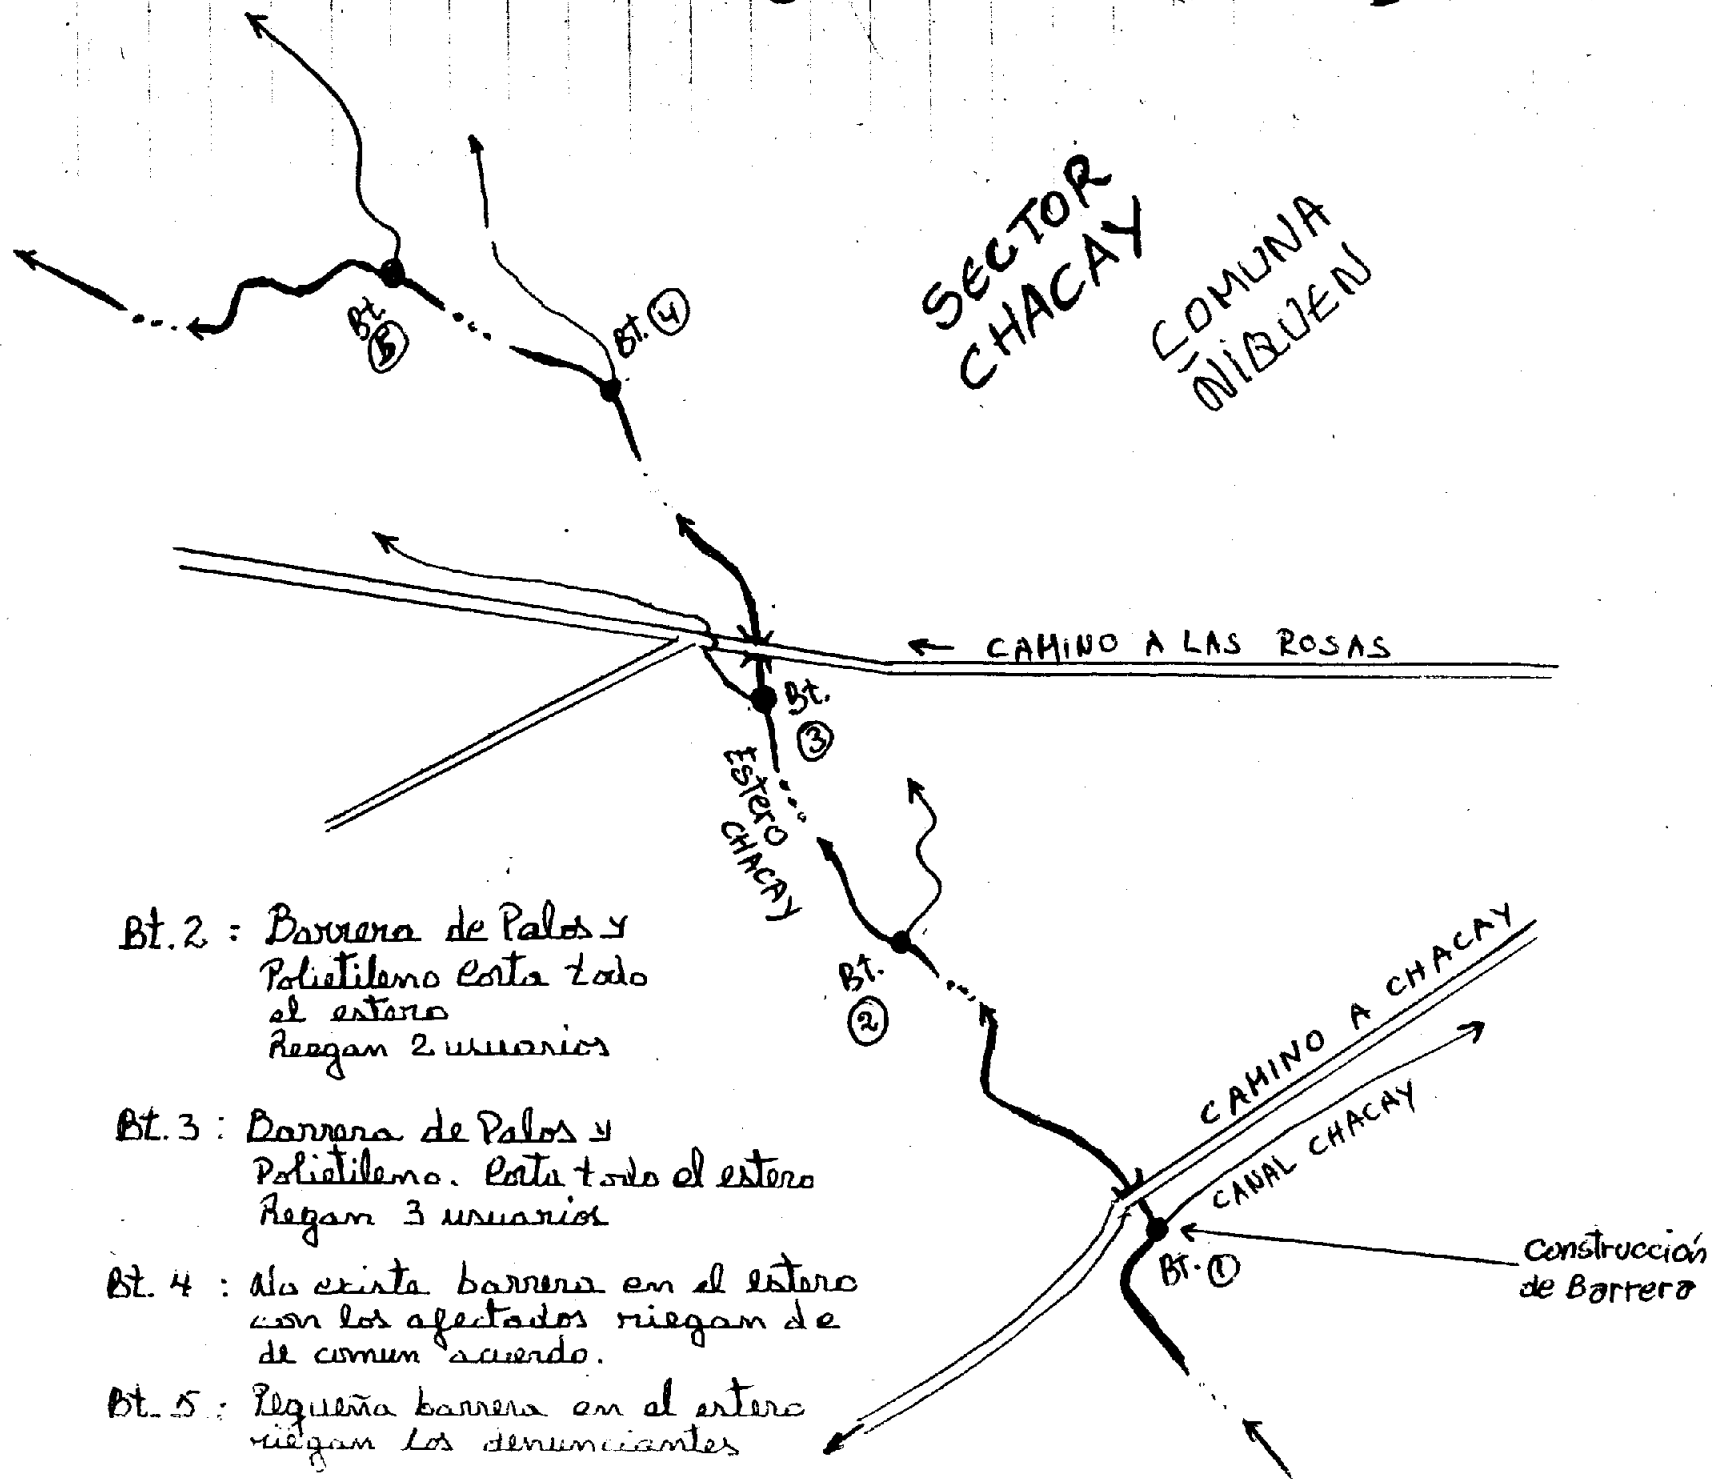 SECTOR
CHACAY
COMUNA
ÑIQUEN
Bt. ④
Bt.
⑤
← CAMINO A LAS ROSAS
Bt.
③
Estero
CHACAY
Bt.
②
CAMINO A CHACAY
CANAL CHACAY
Bt. ①
Construcción
de Barrera
Bt. 2 : Barrera de Palos y
Polietileno Corta todo
el estero
Reegan 2 usuarios
Bt. 3 : Barrera de Palos y
Polietileno. Corta todo el estero
Regan 3 usuarios
Bt. 4 : No existe barrera en el estero
con los afectados riegan de
de comun acuerdo.
Bt. 5 : Pequeña barrera en el estero
riegan los denunciantes